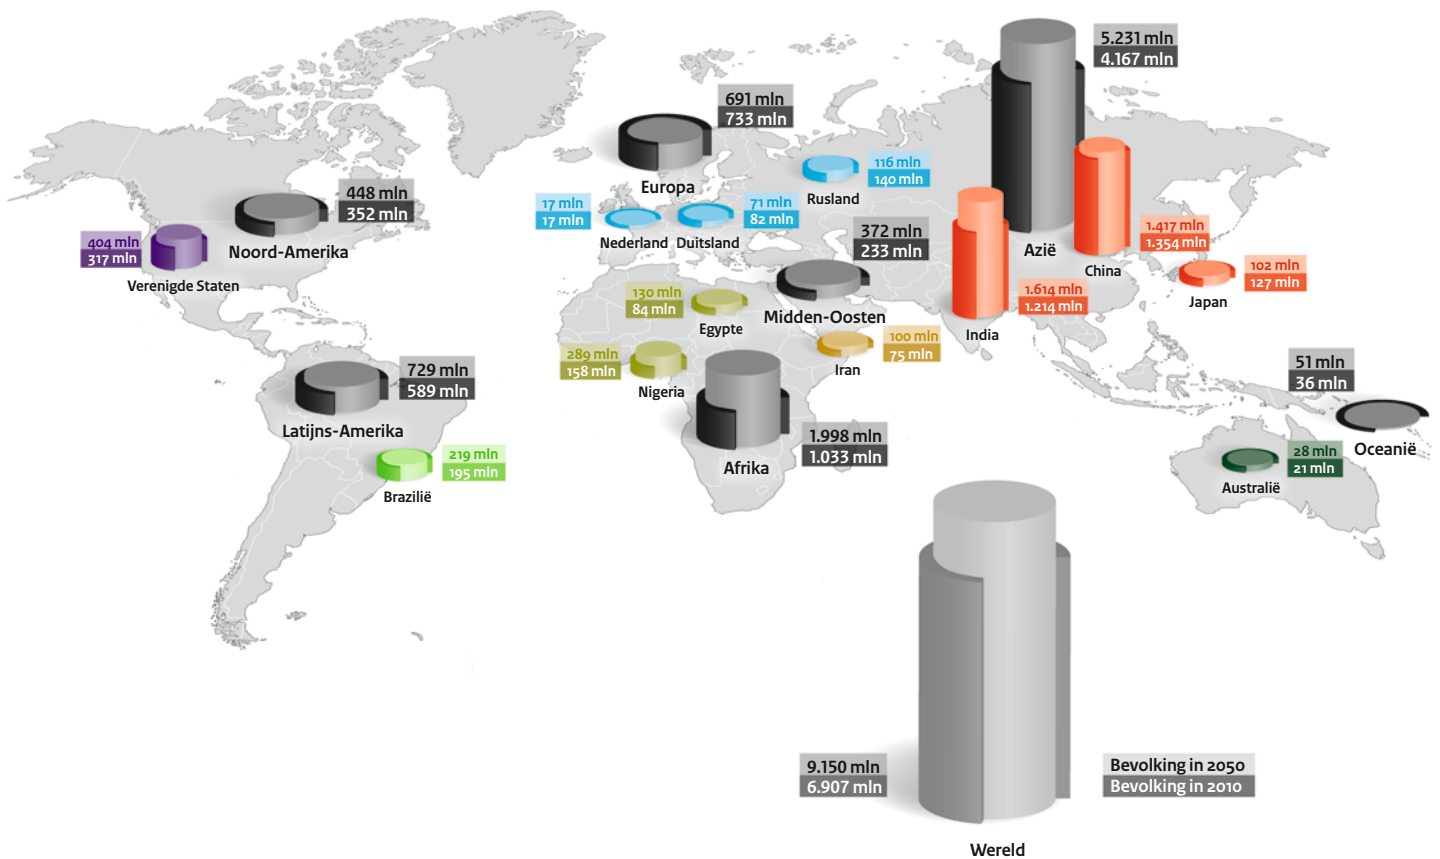 5.231 mln
4.167 mln
Azië
691 mln
733 mln
Europa
116 mln
140 mln
Rusland
448 mln
352 mln
Noord-Amerika
404 mln
317 mln
Verenigde Staten
17 mln
17 mln
Nederland
71 mln
82 mln
Duitsland
372 mln
233 mln
Midden-Oosten
1.417 mln
1.354 mln
China
102 mln
127 mln
Japan
1.614 mln
1.214 mln
India
130 mln
84 mln
Egypte
289 mln
158 mln
Nigeria
100 mln
75 mln
Iran
729 mln
589 mln
Latijns-Amerika
219 mln
195 mln
Brazilië
1.998 mln
1.033 mln
Afrika
51 mln
36 mln
Oceanië
28 mln
21 mln
Australië
9.150 mln
6.907 mln
Wereld
Bevolking in 2050
Bevolking in 2010